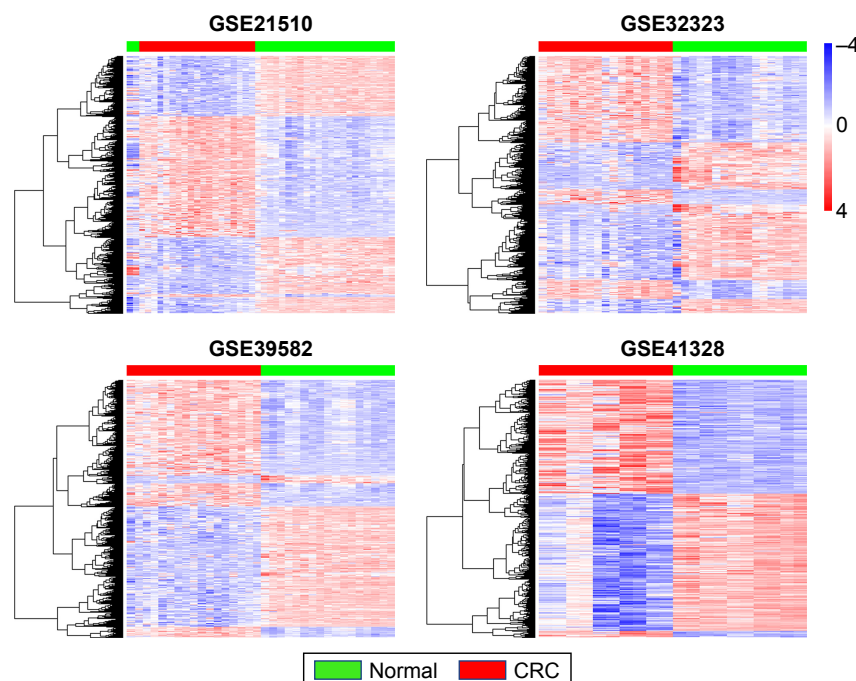 GSE21510
GSE32323
–4
0
4
GSE39582
GSE41328
Normal
CRC